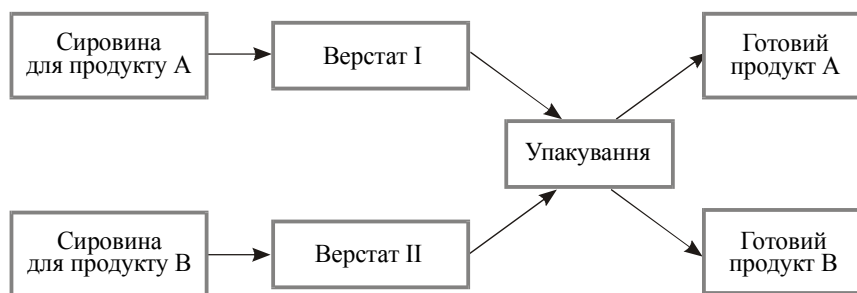 Сировина
для продукту А
Верстат I
Готовий
продукт А
Упакування
Сировина
для продукту В
Верстат II
Готовий
продукт В